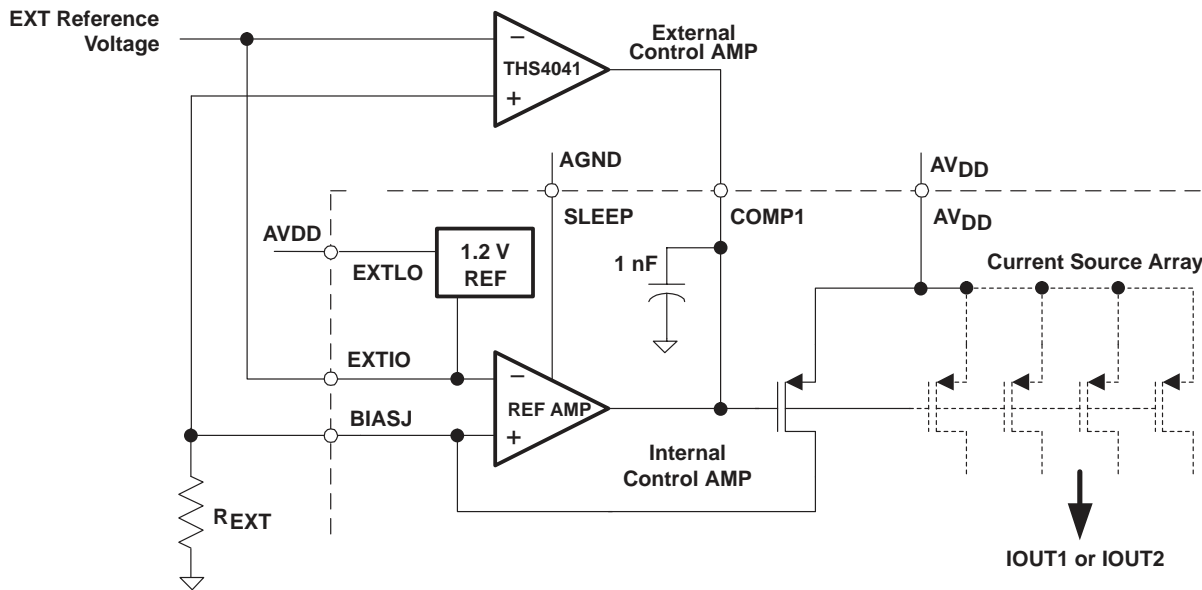 EXT Reference
Voltage
−
THS4041
+
External
Control AMP
AGND
AVDD
SLEEP
COMP1
AVDD
AVDD
EXTLO
1.2 V
REF
1 nF
Current Source Array
EXTIO
−
REF AMP
+
BIASJ
Internal
Control AMP
REXT
IOUT1 or IOUT2